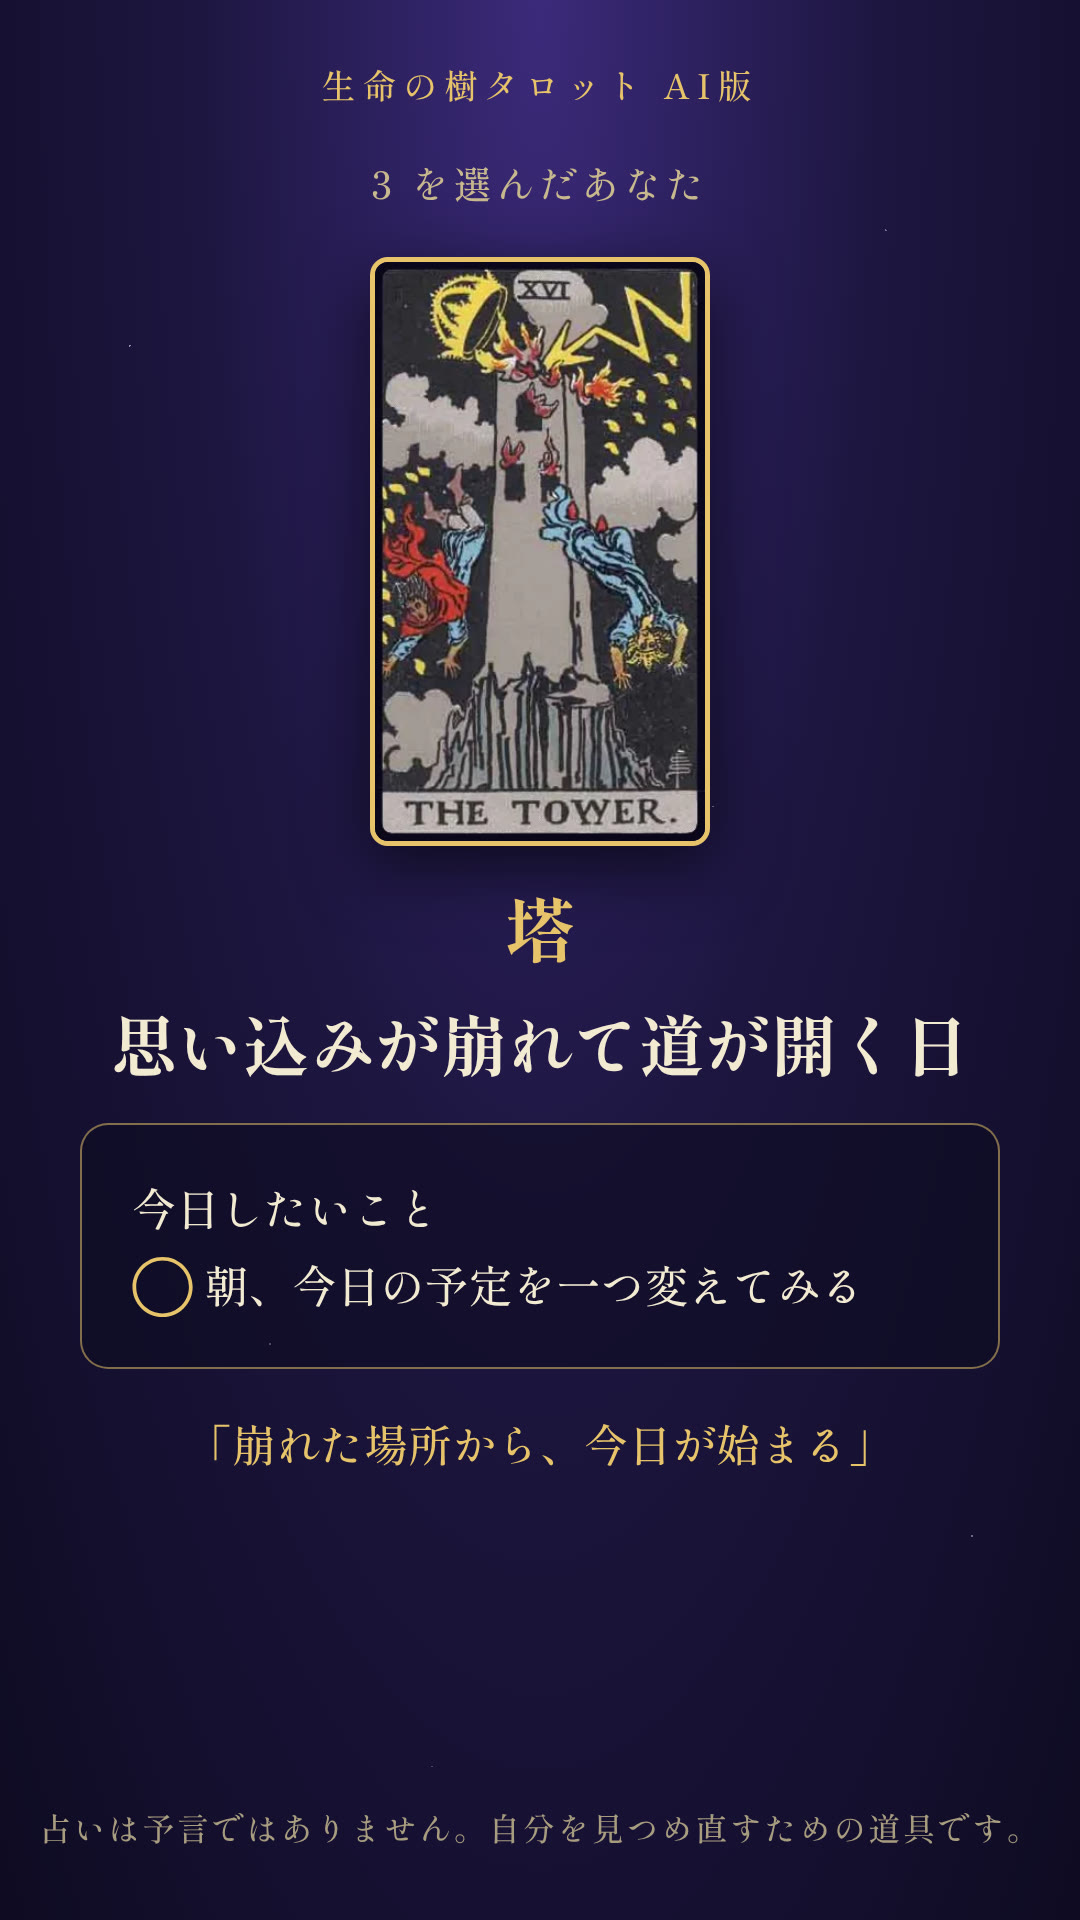 生命の樹タロット AI版
3 を選んだあなた
XVI
THE TOWER.
塔
思い込みが崩れて道が開く日
今日したいこと
◯ 朝、今日の予定を一つ変えてみる
「崩れた場所から、今日が始まる」
占いは予言ではありません。自分を見つめ直すための道具です。